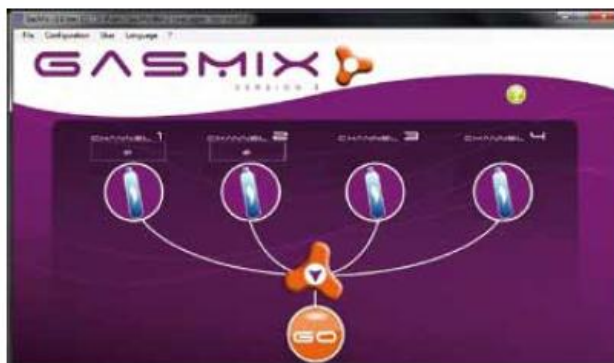 File Configuration User Language ?
GASMIX
VERSION 3
CHANNEL 1 CHANNEL 2 CHANNEL 3 CHANNEL 4
GO